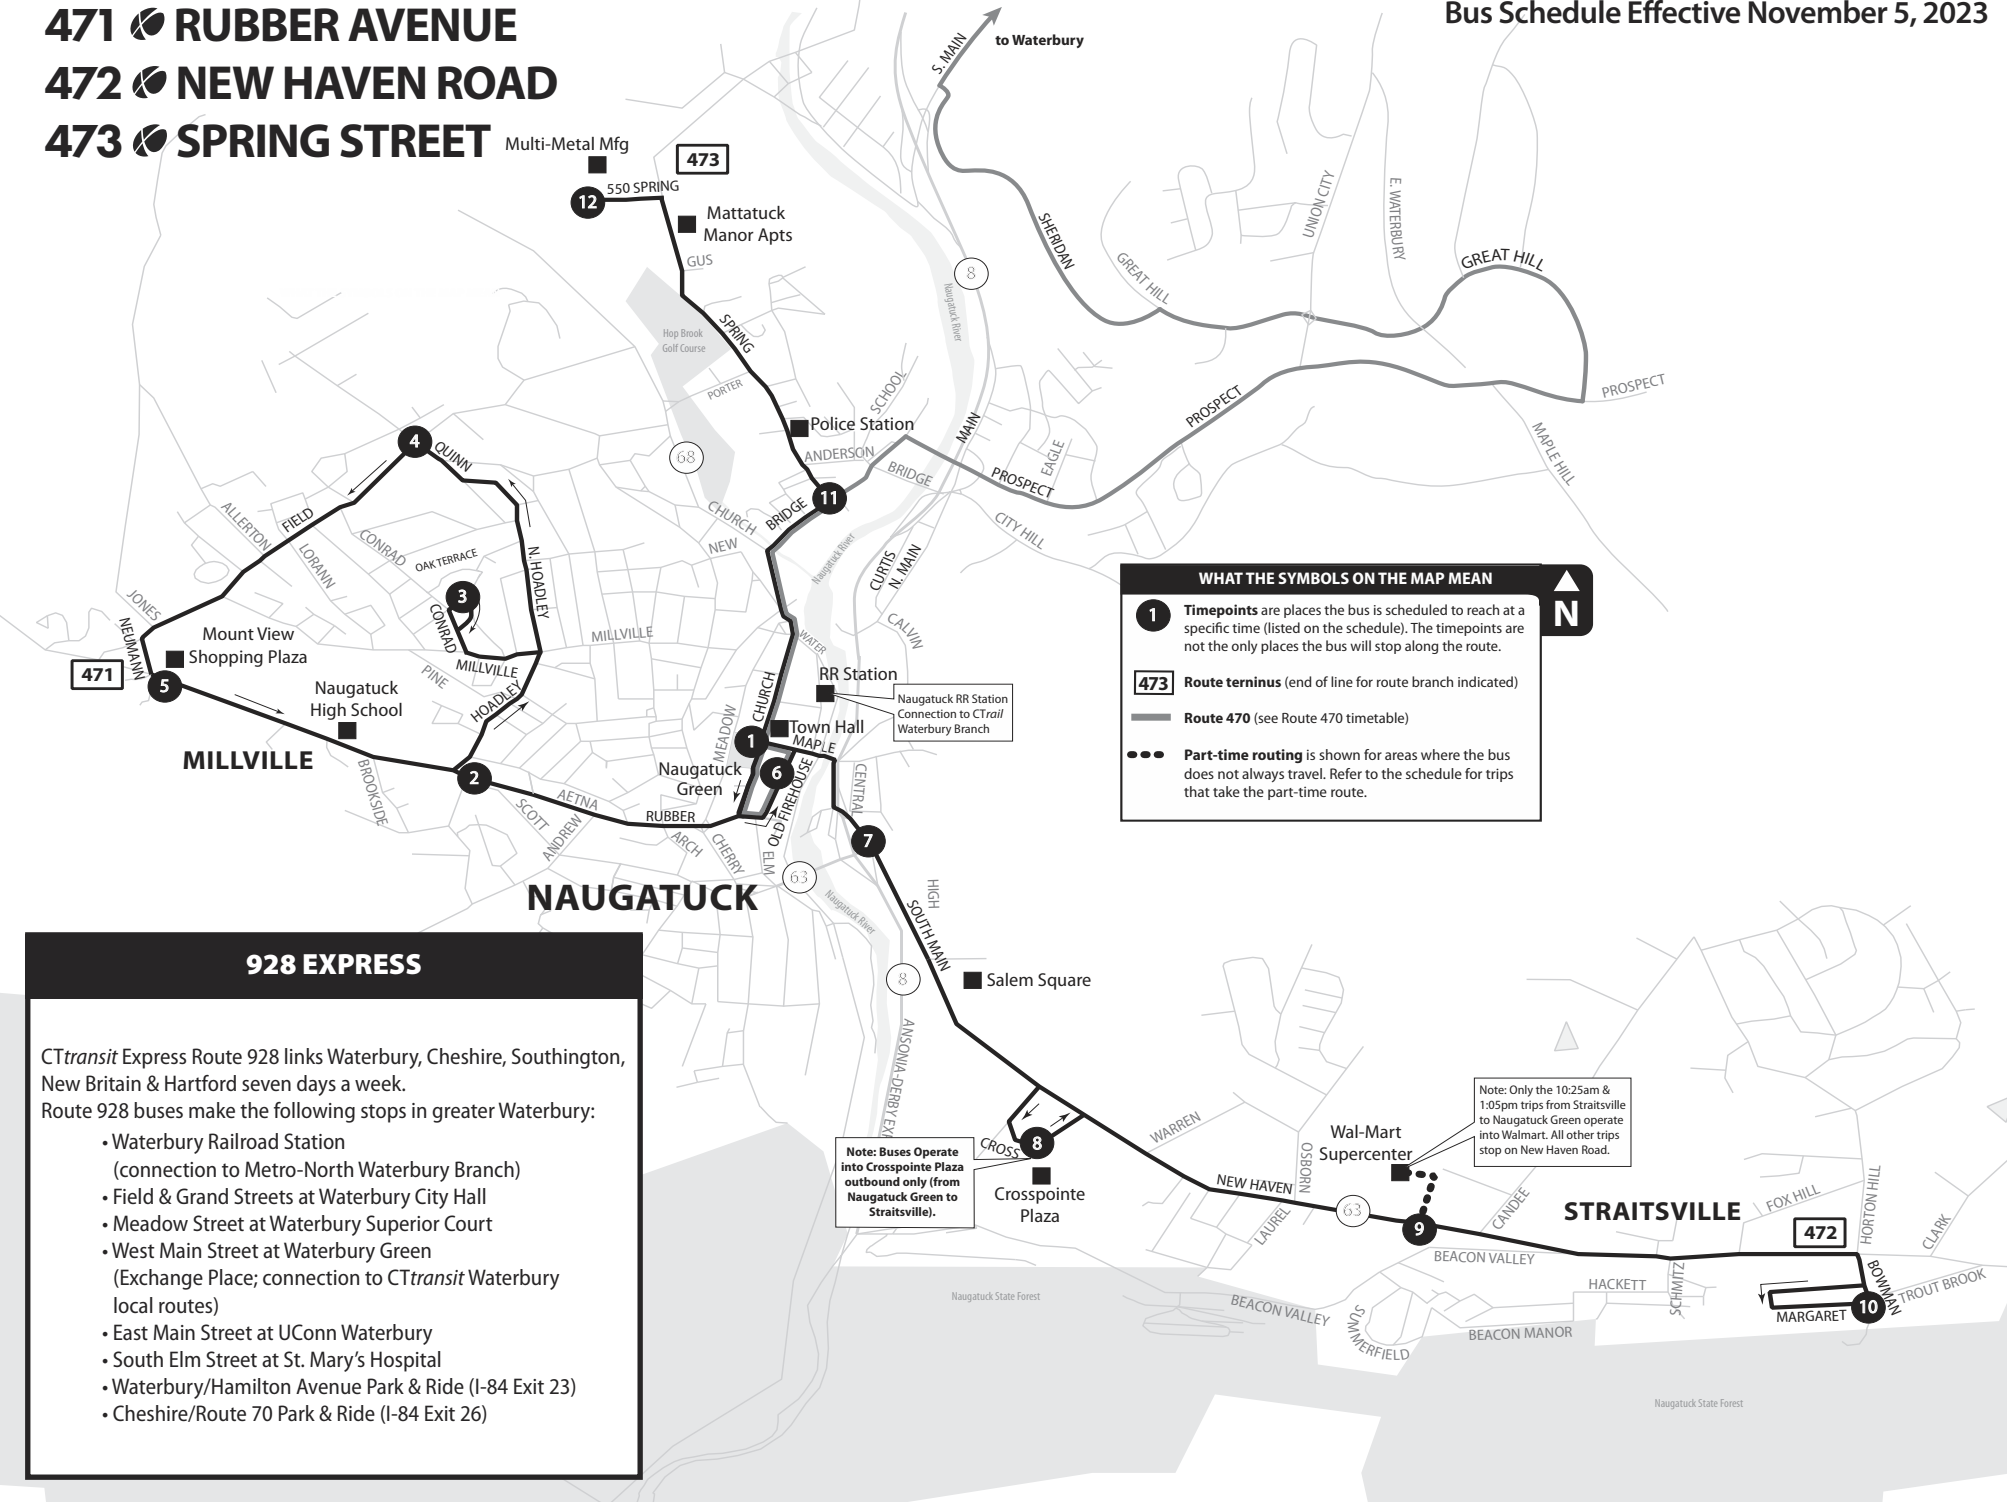 471 RUBBER AVENUE
472 NEW HAVEN ROAD
473 SPRING STREET
Bus Schedule Effective November 5, 2023
S. MAIN
to Waterbury
Multi-Metal Mfg
473
550 SPRING
12
Mattatuck
Manor Apts
GUS
SHERIDAN
UNION CITY
E. WATERBURY
GREAT HILL
GREAT HILL
8
Naugatuck River
Hop Brook
Golf Course
SPRING
PORTER
SCHOOL
Police Station
ANDERSON
MAIN
BRIDGE
EAGLE
PROSPECT
PROSPECT
PROSPECT
MAPLE HILL
4
QUINN
68
11
BRIDGE
CHURCH
NEW
CITY HILL
ALLERTON
FIELD
LORANN
CONRAD
OAK TERRACE
N. HOADLEY
Naugatuck River
CURTIS
N. MAIN
3
CONRAD
JONES
NEUMANN
Mount View
Shopping Plaza
471
5
MILLVILLE
PINE
MILLVILLE
HOADLEY
Naugatuck
High School
MILLVILLE
WATER
CALVIN
RR Station
Naugatuck RR Station
Connection to CTrail
Waterbury Branch
CHURCH
MEADOW
Town Hall
1
MAPLE
Naugatuck
Green
6
OLD FIREHOUSE
CENTRAL
2
BROOKSIDE
SCOTT
AETNA
ANDREW
RUBBER
ARCH
CHERRY
ELM
7
63
Naugatuck River
NAUGATUCK
HIGH
SOUTH MAIN
WHAT THE SYMBOLS ON THE MAP MEAN
N
1
Timepoints are places the bus is scheduled to reach at a
specific time (listed on the schedule). The timepoints are
not the only places the bus will stop along the route.
473
Route terninus (end of line for route branch indicated)
Route 470 (see Route 470 timetable)
Part-time routing is shown for areas where the bus
does not always travel. Refer to the schedule for trips
that take the part-time route.
928 EXPRESS
CTtransit Express Route 928 links Waterbury, Cheshire, Southington,
New Britain & Hartford seven days a week.
Route 928 buses make the following stops in greater Waterbury:
• Waterbury Railroad Station
(connection to Metro-North Waterbury Branch)
• Field & Grand Streets at Waterbury City Hall
• Meadow Street at Waterbury Superior Court
• West Main Street at Waterbury Green
(Exchange Place; connection to CTtransit Waterbury
local routes)
• East Main Street at UConn Waterbury
• South Elm Street at St. Mary's Hospital
• Waterbury/Hamilton Avenue Park & Ride (I-84 Exit 23)
• Cheshire/Route 70 Park & Ride (I-84 Exit 26)
8
Salem Square
ANSONIA-DERBY EX
Note: Buses Operate
into Crosspointe Plaza
outbound only (from
Naugatuck Green to
Straitsville).
CROSS
8
Crosspointe
Plaza
WARREN
NEW HAVEN
OSBORN
LAUREL
Wal-Mart
Supercenter
Note: Only the 10:25am &
1:05pm trips from Straitsville
to Naugatuck Green operate
into Walmart. All other trips
stop on New Haven Road.
63
9
CANDEE
STRAITSVILLE
FOX HILL
HORTON HILL
472
CLARK
BEACON VALLEY
HACKETT
SCHMITZ
BOWMAN
TROUT BROOK
MARGARET
10
Naugatuck State Forest
BEACON VALLEY
SUMMERFIELD
BEACON MANOR
Naugatuck State Forest